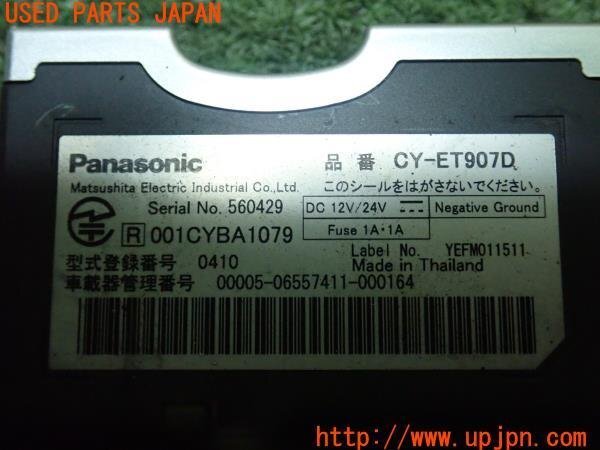 USED PARTS JAPAN
Panasonic
品番 CY-ET907D
Matsushita Electric Industrial Co.,Ltd.
このシールをはがさないでください。
Serial No. 560429
DC 12V/24V
Negative Ground
Fuse 1A・1A
R 001CYBA1079
Label No. YEFM011511
型式登録番号 0410
Made in Thailand
車載器管理番号 00005-06557411-000164
UPJ
http://www.upjpn.com